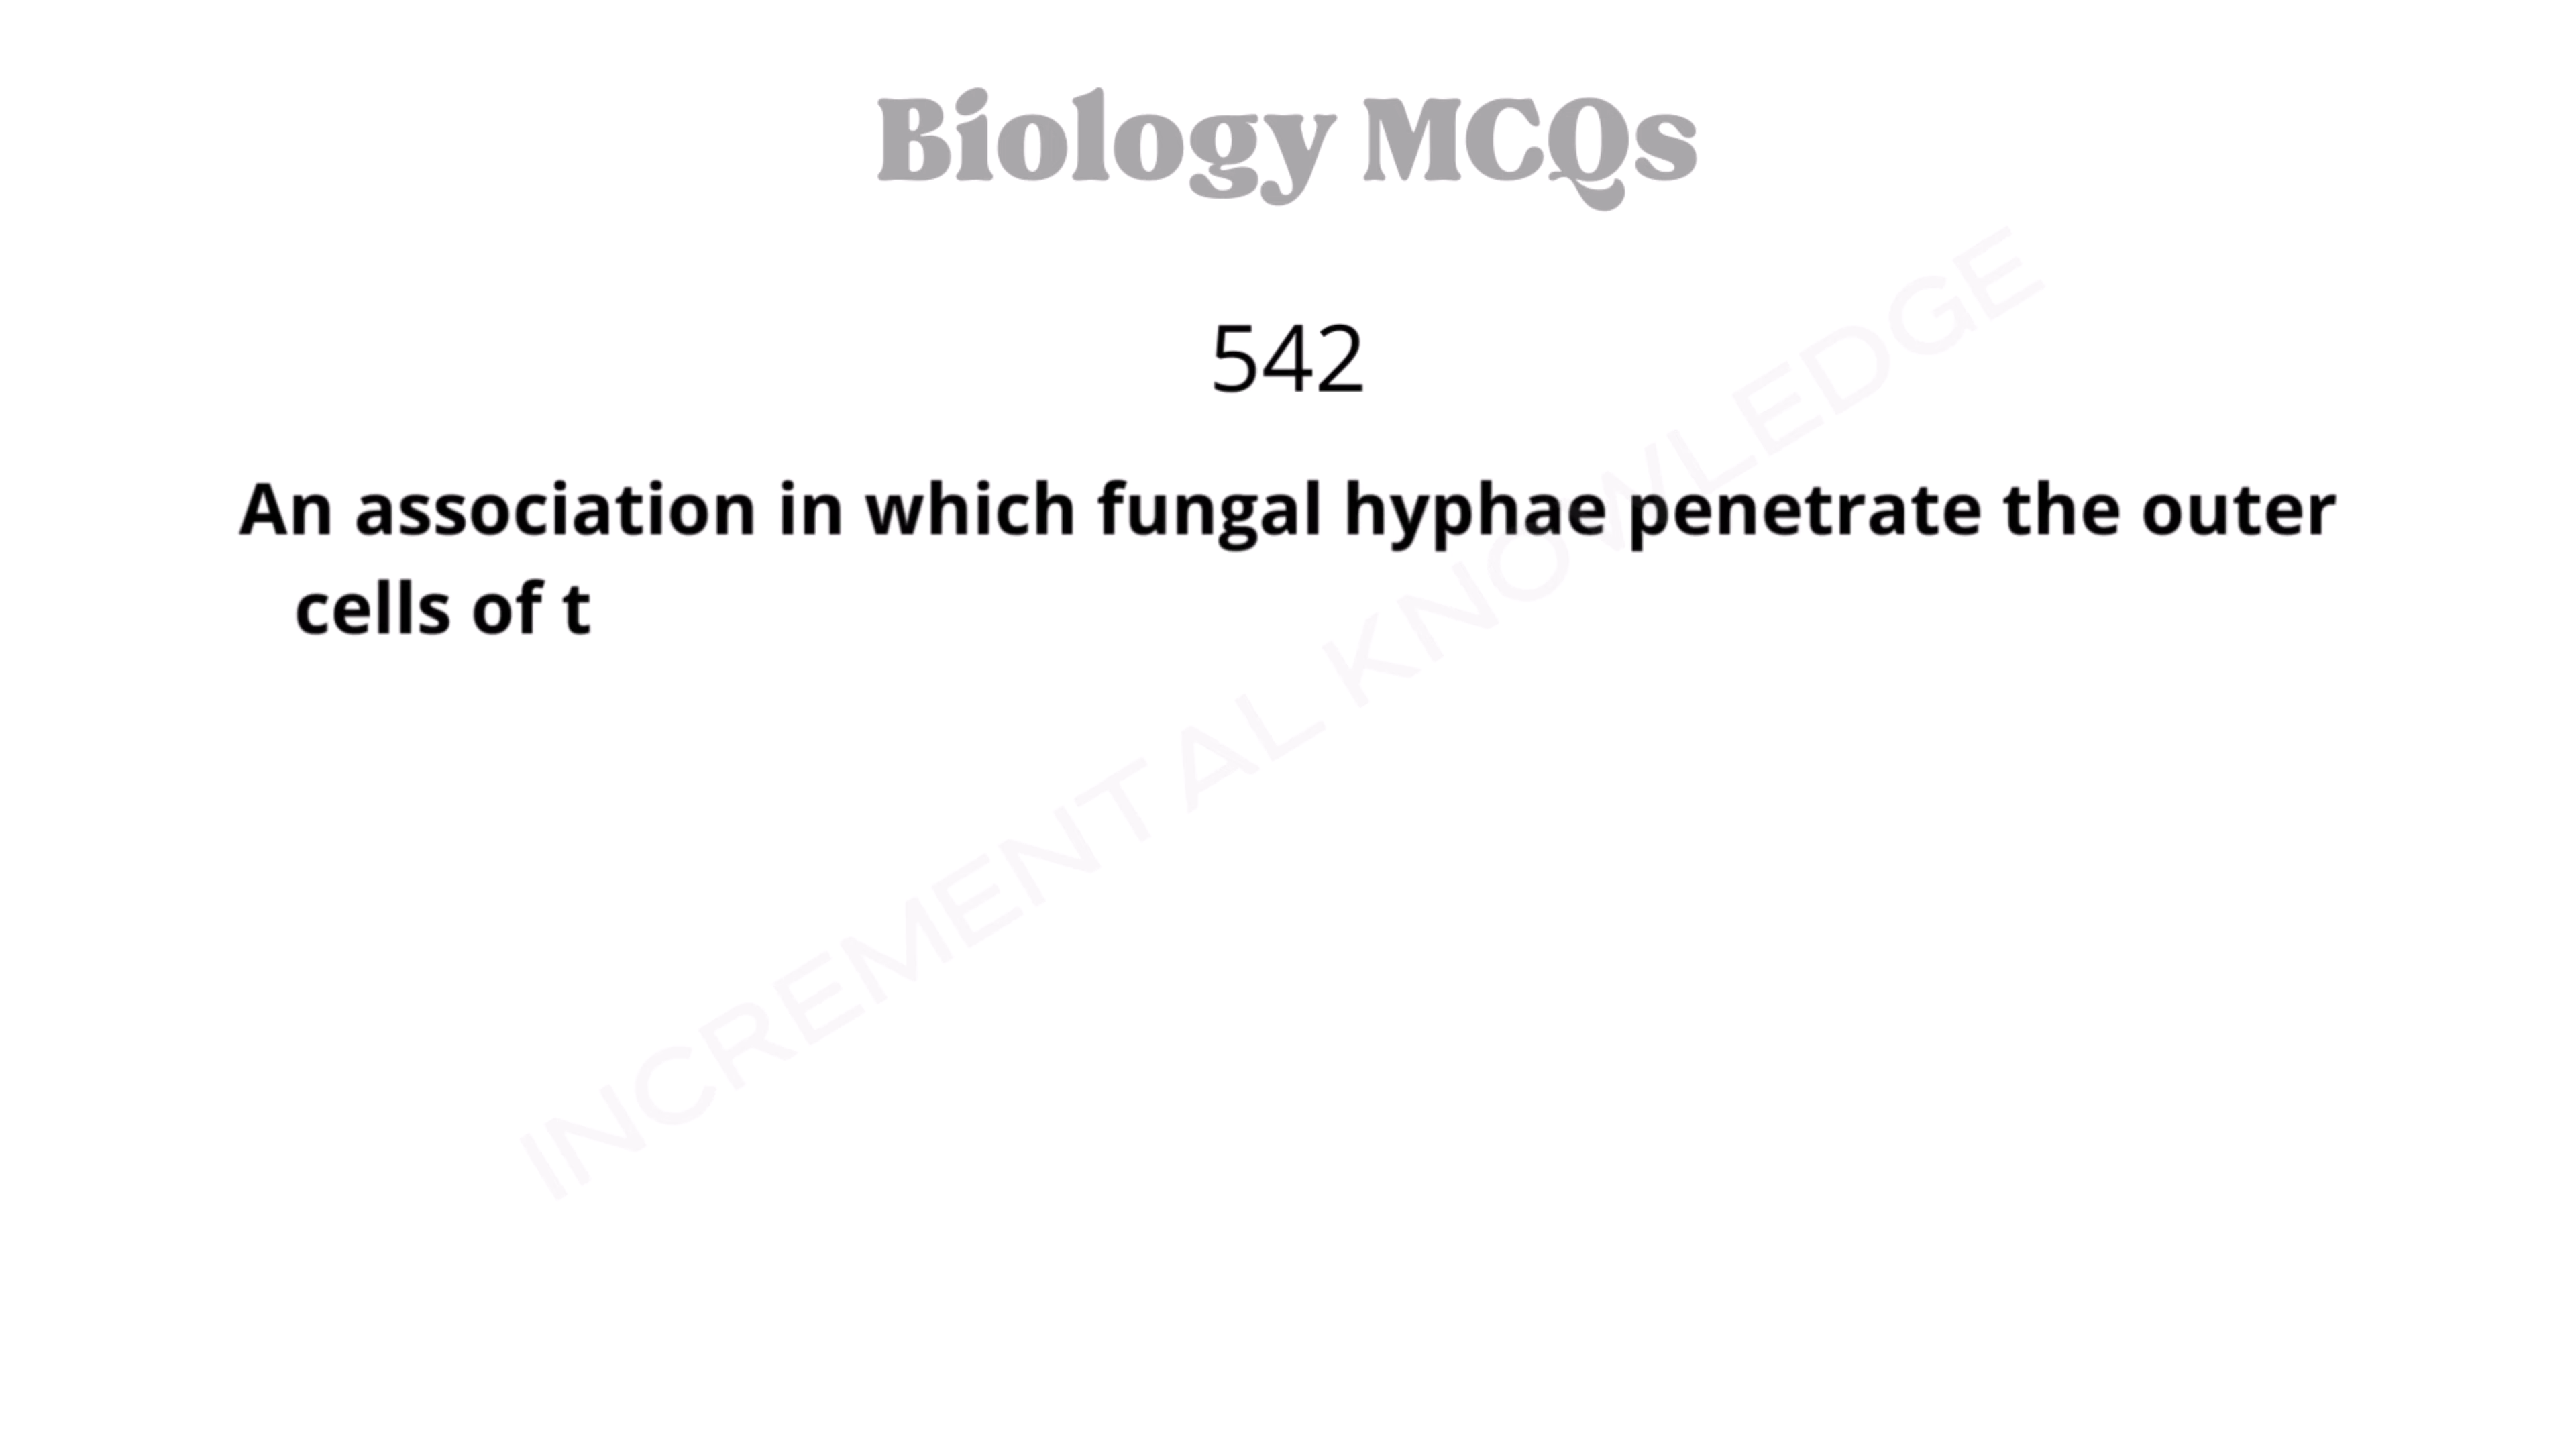 Biology MCQs
542
An association in which fungal hyphae penetrate the outer
cells of t
INCREMENTAL KNOWLEDGE